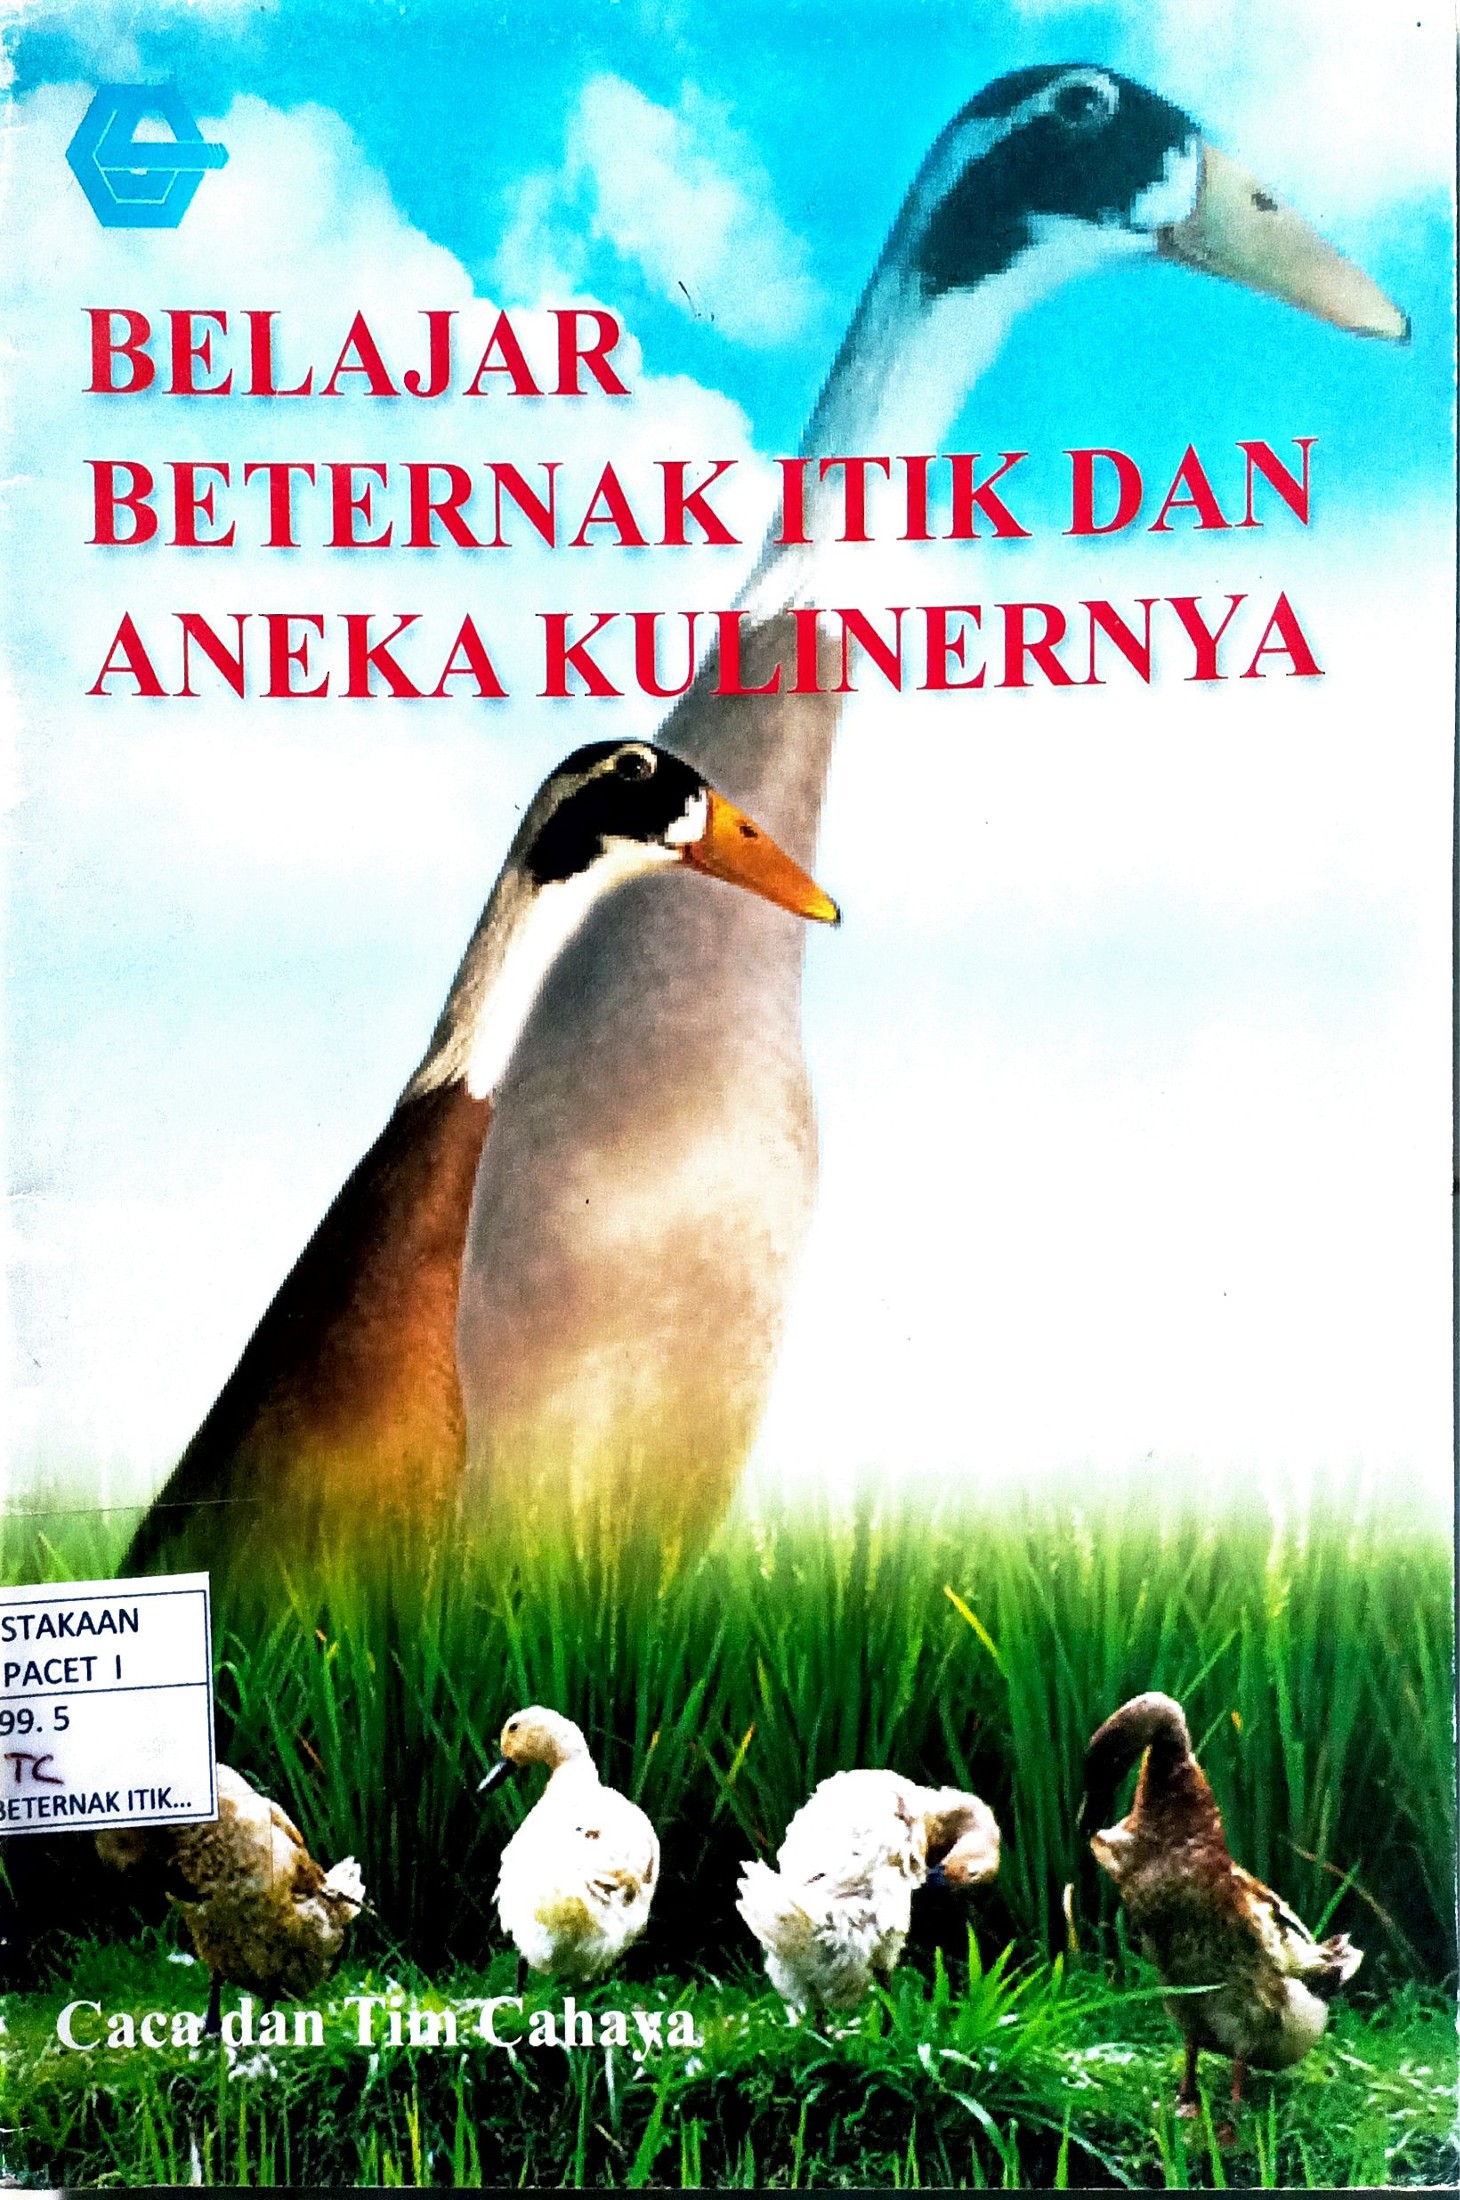 BELAJAR
BETERNAK ITIK DAN
ANEKA KULINERNYA
STAKAAN
PACET I
99. 5
TC
BETERNAK ITIK...
Caca dan Tim Cahaya